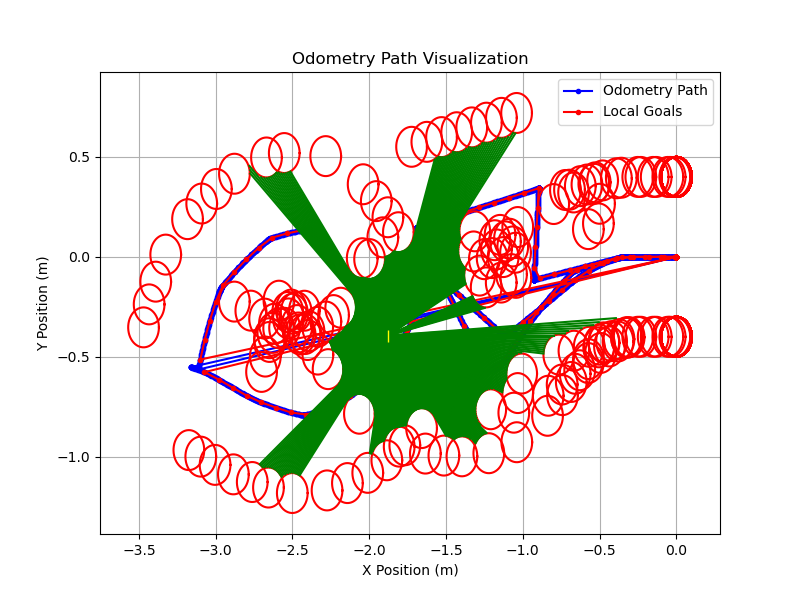 Odometry Path Visualization
Odometry Path
Local Goals
Y Position (m)
0.5
0.0
−0.5
−1.0
−3.5 −3.0 −2.5 −2.0 −1.5 −1.0 −0.5 0.0
X Position (m)